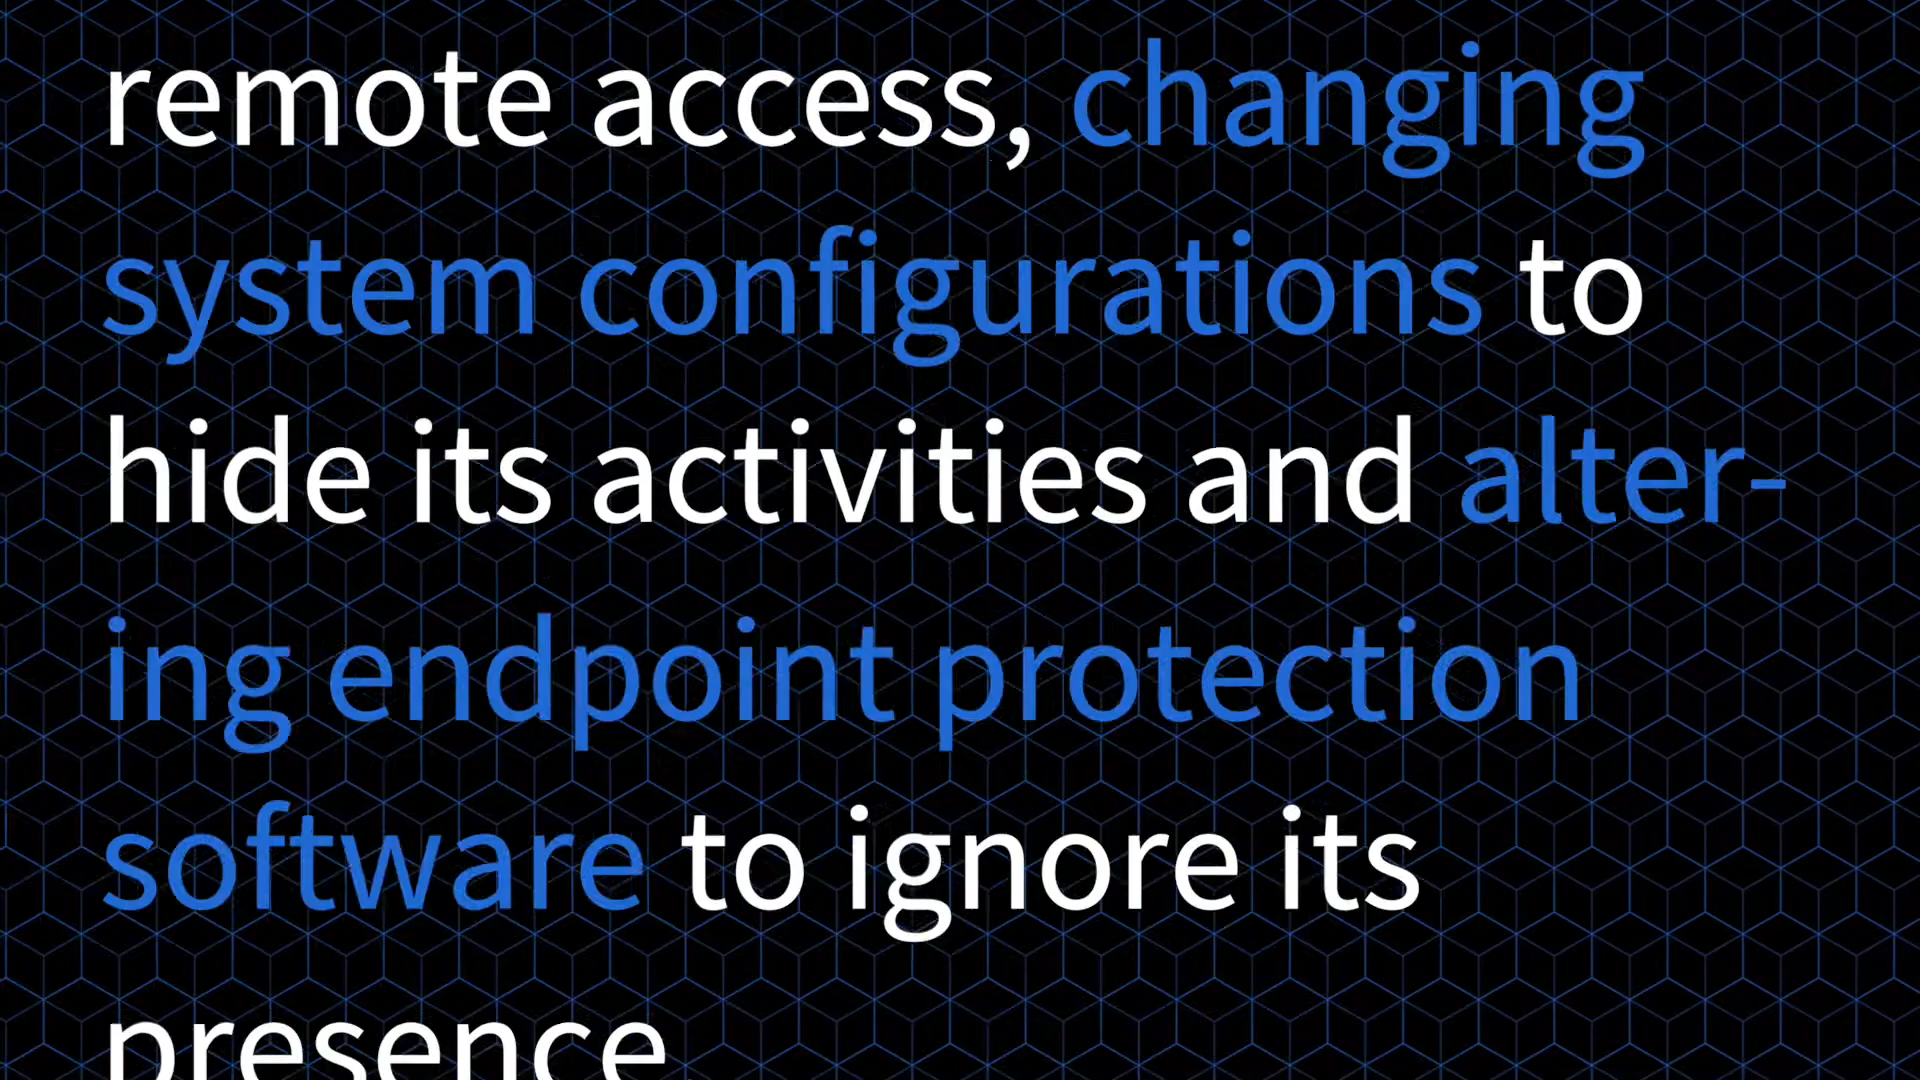 remote access, changing
system configurations to
hide its activities and alter-
ing endpoint protection
software to ignore its
presence